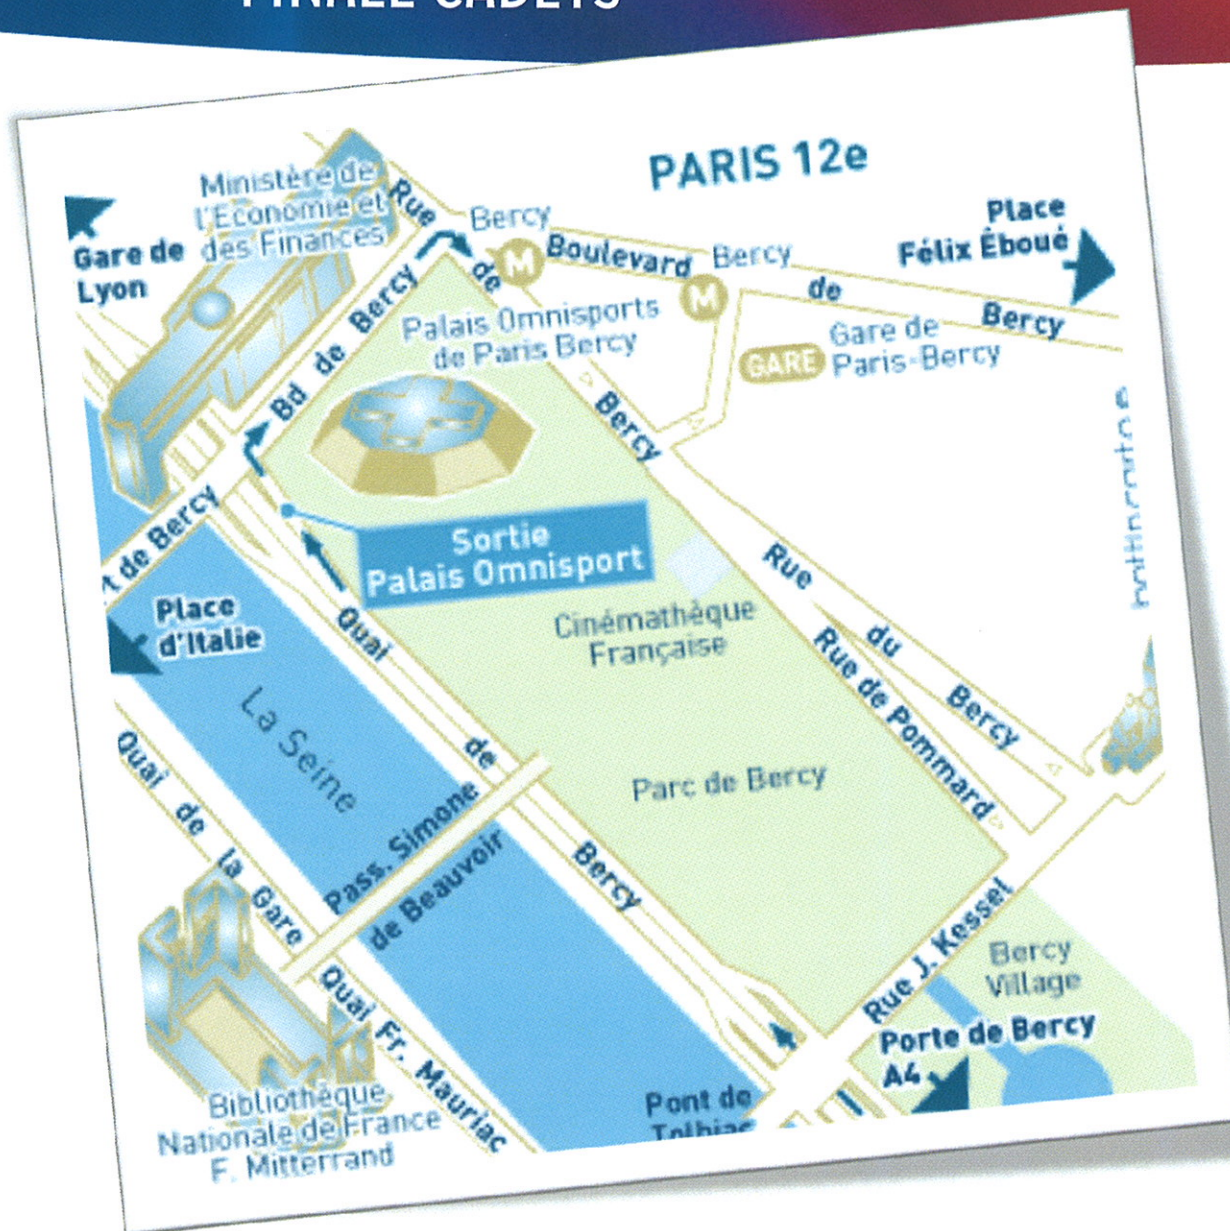 FINALE CADETS
PARIS 12e
Ministère de
l'Economie et
des Finances
Gare de
Lyon
Rue
de
Bercy
Bercy
M
Boulevard
de
Bercy
Bercy
M
Place
Félix Éboué
Gare de
Paris-Bercy
GARE
Bd de Bercy
Palais Omnisports
de Paris Bercy
t de Bercy
Sortie
Palais Omnisport
Place
d'Italie
Quai
de
Bercy
La Seine
Cinémathèque
Française
Rue
du
Bercy
Rue de Pommard
Parc de Bercy
Pass. Simone
de Beauvoir
Quai de la Gare
Quai Fr. Mauriac
Rue J. Kessel
Bercy
Village
Porte de Bercy
A4
Pont de
Tolbiac
Bibliothèque
Nationale de France
F. Mitterrand